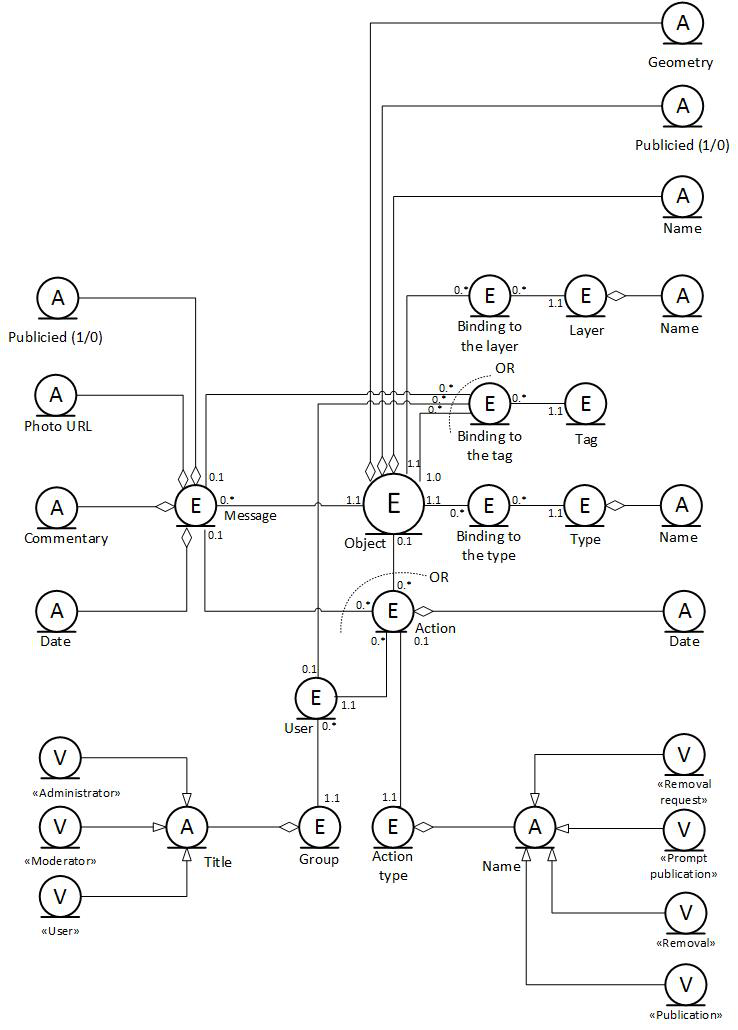 A
Geometry
A
Publicied (1/0)
A
Name
A
Publicied (1/0)
0.*
E
0.*
1.1
E
A
Binding to
the layer
Layer
Name
OR
A
Photo URL
0.*
0.*
0.*
E
0.*
1.1
E
Binding to
the tag
Tag
1.1
1.0
0.1
A
Commentary
E
0.*
Message
0.1
1.1
E
1.1
Object
0.1
0.*
E
0.*
1.1
E
A
Binding to
the type
Type
Name
OR
0.*
A
Date
0.*
E
Action
0.*
0.1
A
Date
0.1
E
1.1
User
0.*
V
«Administrator»
V
«Moderator»
V
«User»
A
Title
1.1
E
Group
1.1
E
Action
type
A
Name
V
«Removal
request»
V
«Prompt
publication»
V
«Removal»
V
«Publication»